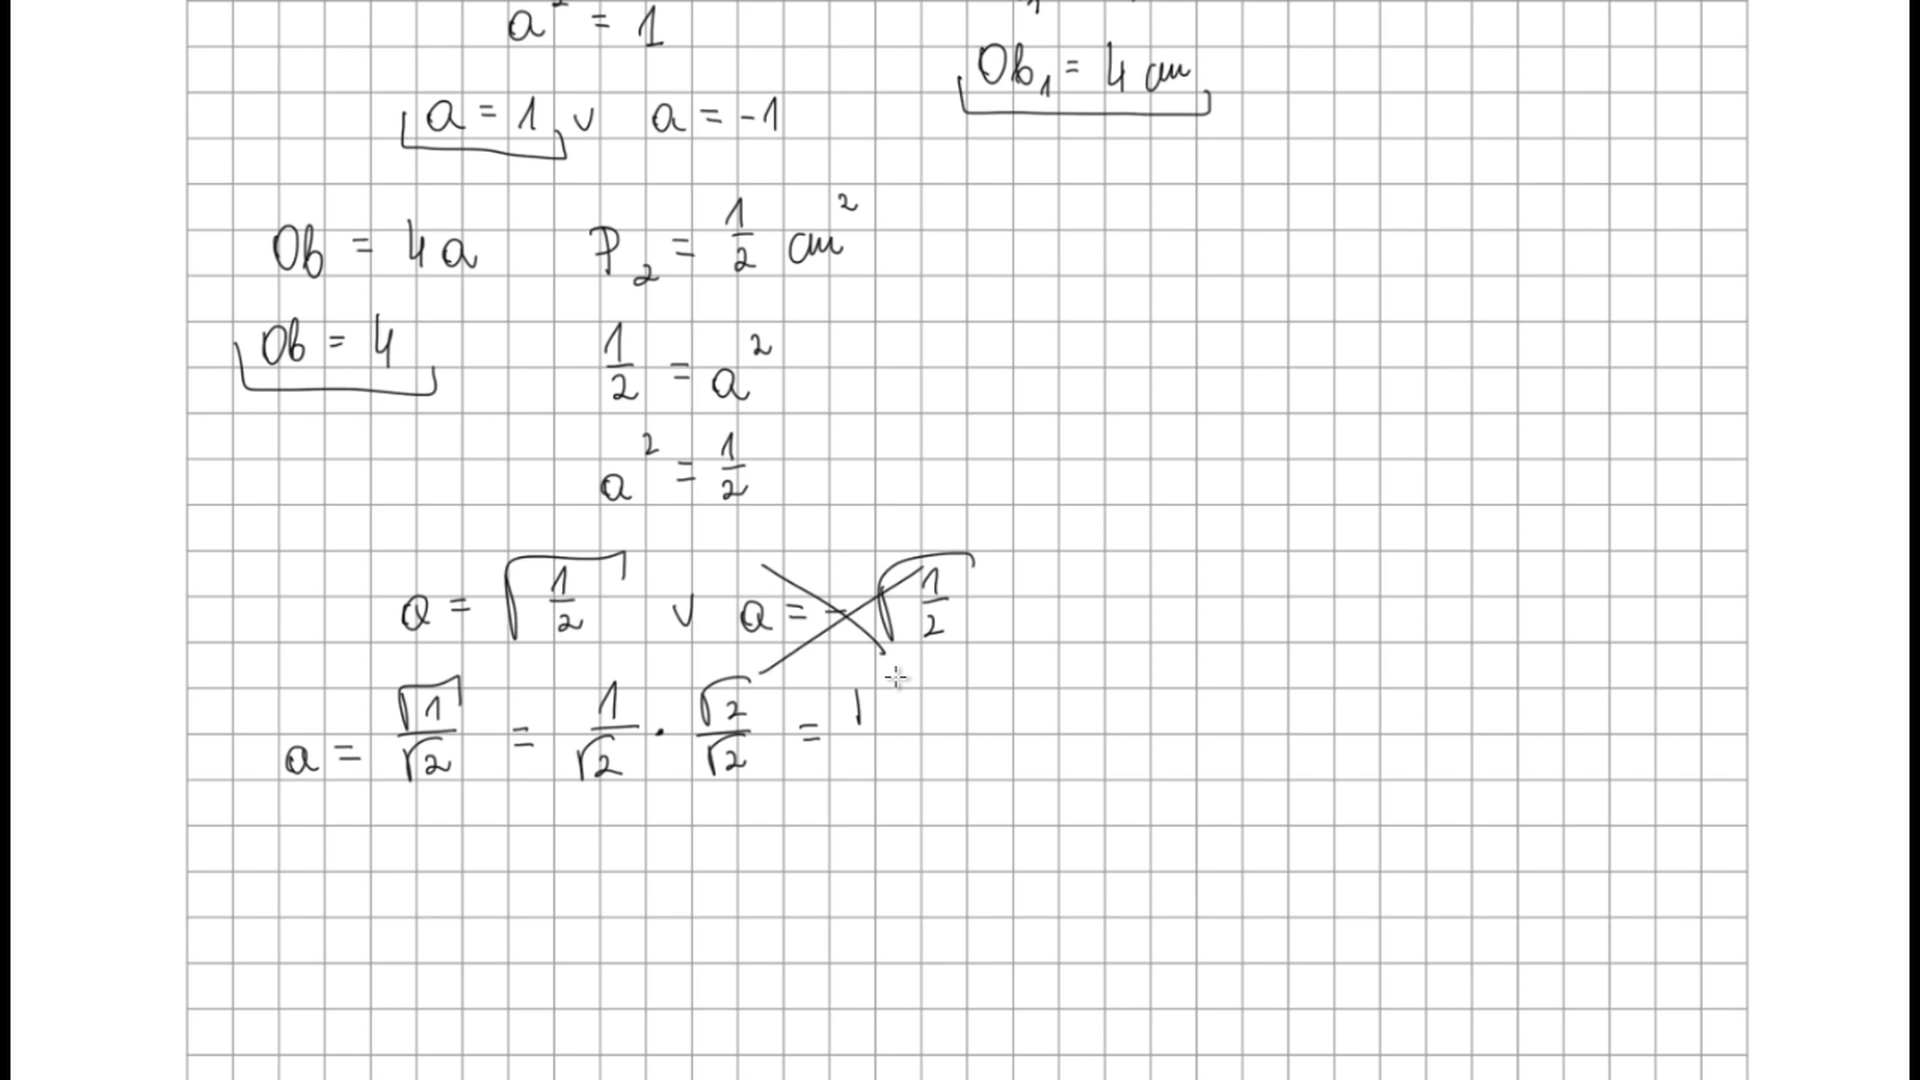 a² = 1
Ob₁ = 4 cm
a = 1 ∨ a = -1
Ob = 4a
P₂ = 1/2 cm²
Ob = 4
1/2 = a²
a² = 1/2
a = √(1/2) ∨ a = -√(1/2)
a = √1/√2 = 1/√2 · √2/√2 =